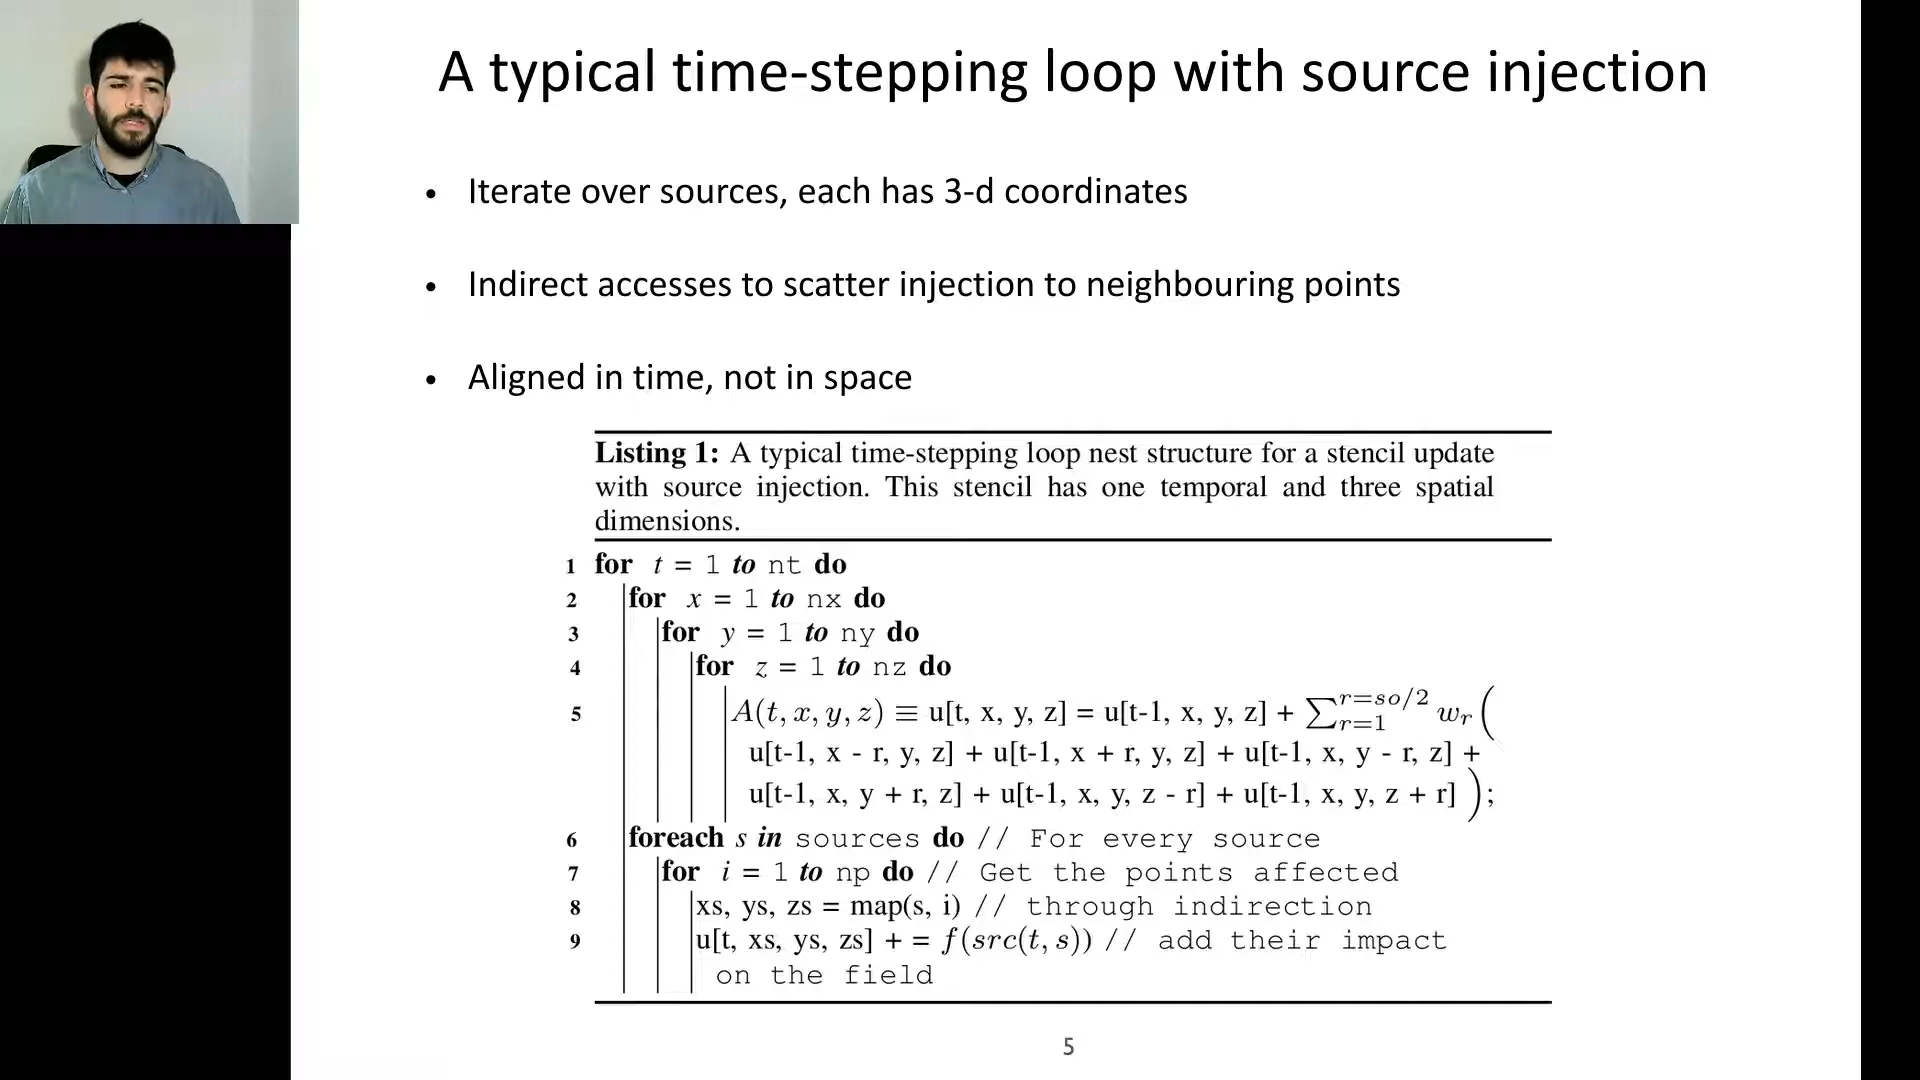 A typical time-stepping loop with source injection
• Iterate over sources, each has 3-d coordinates
• Indirect accesses to scatter injection to neighbouring points
• Aligned in time, not in space
Listing 1: A typical time-stepping loop nest structure for a stencil update
with source injection. This stencil has one temporal and three spatial
dimensions.
1 for t = 1 to nt do
2 for x = 1 to nx do
3 for y = 1 to ny do
4 for z = 1 to nz do
5 A(t, x, y, z) ≡ u[t, x, y, z] = u[t-1, x, y, z] + ∑_{r=1}^{r=so/2} w_r (
u[t-1, x - r, y, z] + u[t-1, x + r, y, z] + u[t-1, x, y - r, z] +
u[t-1, x, y + r, z] + u[t-1, x, y, z - r] + u[t-1, x, y, z + r] );
6 foreach s in sources do // For every source
7 for i = 1 to np do // Get the points affected
8 xs, ys, zs = map(s, i) // through indirection
9 u[t, xs, ys, zs] + = f(src(t, s)) // add their impact
on the field
5